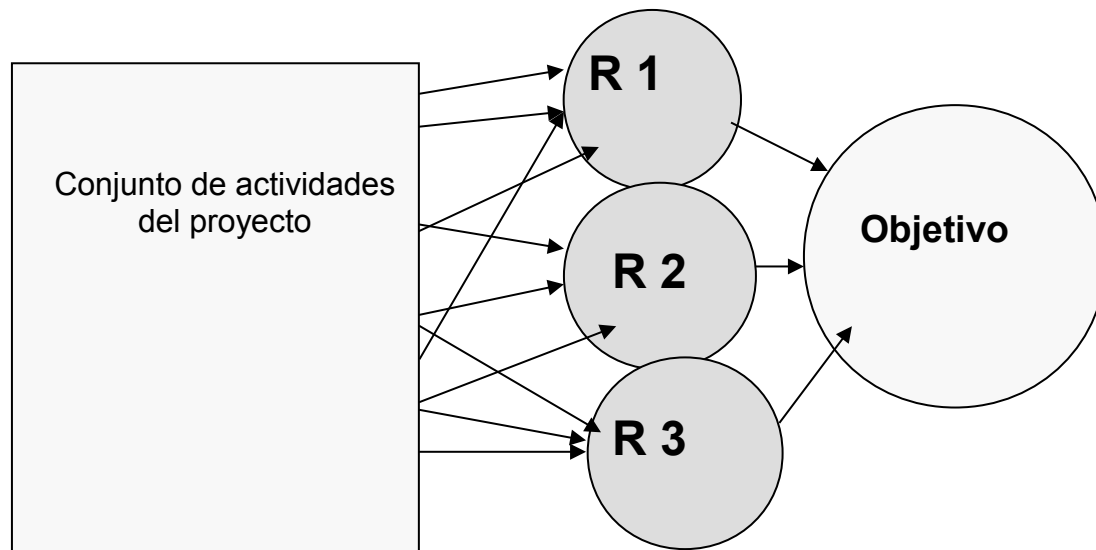 Conjunto de actividades
del proyecto
R 1
R 2
R 3
Objetivo